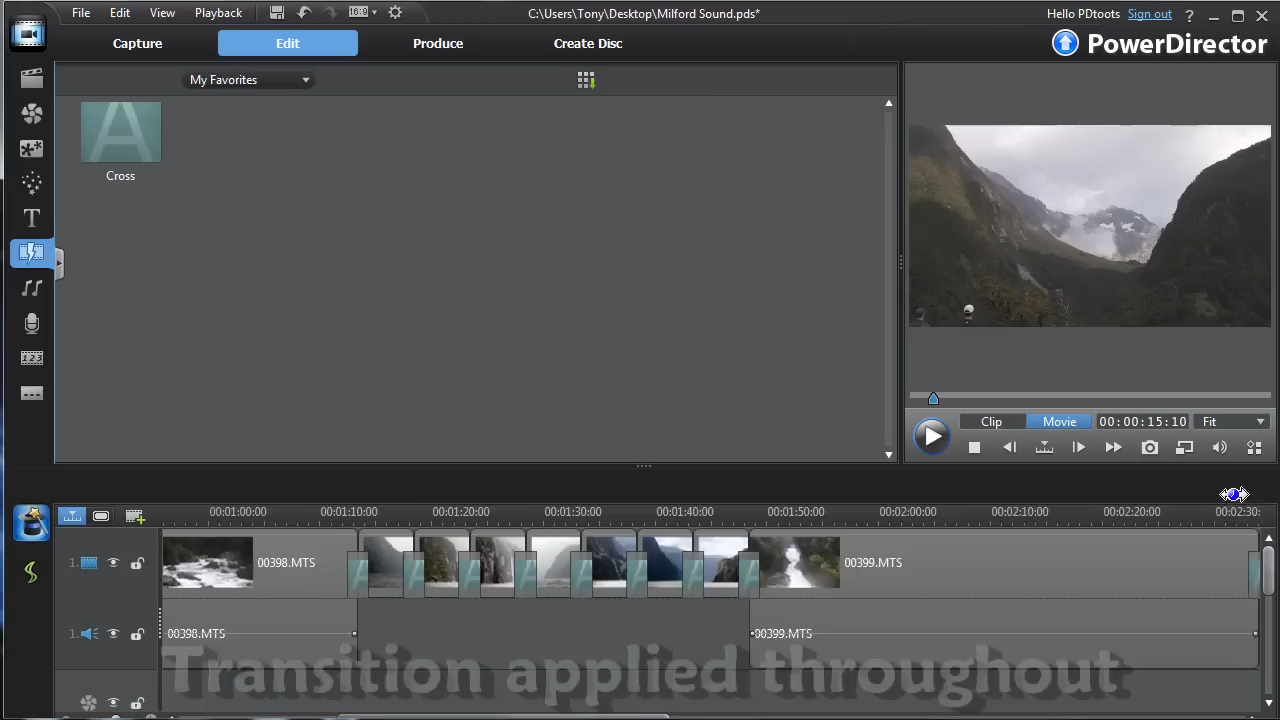 File Edit View Playback 16:9 C:\Users\Tony\Desktop\Milford Sound.pds* Hello PDtoots Sign out ?
Capture Edit Produce Create Disc PowerDirector
My Favorites
A
Cross
T
Clip Movie 00:00:15:10 Fit
123
00:01:00:00 00:01:10:00 00:01:20:00 00:01:30:00 00:01:40:00 00:01:50:00 00:02:00:00 00:02:10:00 00:02:20:00 00:02:30:
1. 00398.MTS 00399.MTS
1. 00398.MTS 00399.MTS
Transition applied throughout